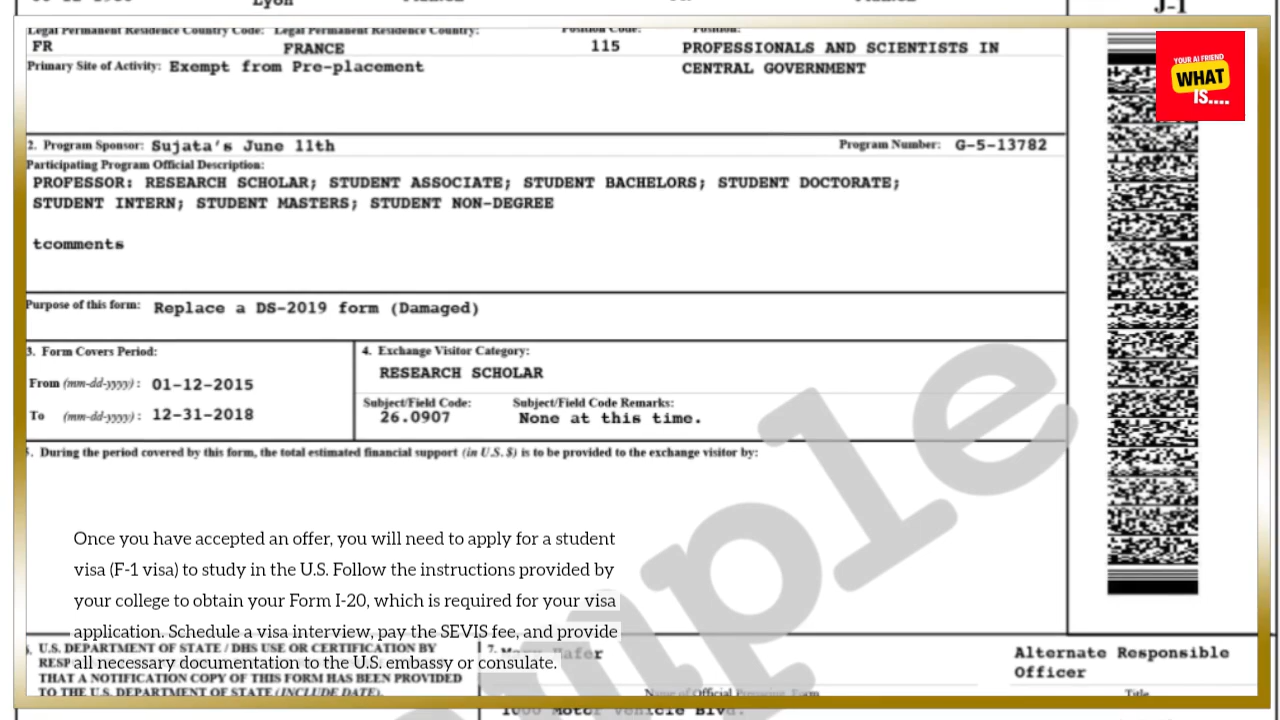 Lyon
J-1
Legal Permanent Residence Country Code: Legal Permanent Residence Country: Position Code: Position:
FR FRANCE 115 PROFESSIONALS AND SCIENTISTS IN
Primary Site of Activity: Exempt from Pre-placement CENTRAL GOVERNMENT
YOUR AI FRIEND
WHAT
IS....
2. Program Sponsor: Sujata's June 11th Program Number: G-5-13782
Participating Program Official Description:
PROFESSOR: RESEARCH SCHOLAR; STUDENT ASSOCIATE; STUDENT BACHELORS; STUDENT DOCTORATE;
STUDENT INTERN; STUDENT MASTERS; STUDENT NON-DEGREE
tcomments
Purpose of this form: Replace a DS-2019 form (Damaged)
3. Form Covers Period:
From (mm-dd-yyyy) : 01-12-2015
To (mm-dd-yyyy) : 12-31-2018
4. Exchange Visitor Category:
RESEARCH SCHOLAR
Subject/Field Code: Subject/Field Code Remarks:
26.0907 None at this time.
. During the period covered by this form, the total estimated financial support (in U.S. $) is to be provided to the exchange visitor by:
Once you have accepted an offer, you will need to apply for a student
visa (F-1 visa) to study in the U.S. Follow the instructions provided by
your college to obtain your Form I-20, which is required for your visa
application. Schedule a visa interview, pay the SEVIS fee, and provide
all necessary documentation to the U.S. embassy or consulate.
U.S. DEPARTMENT OF STATE / DHS USE OR CERTIFICATION BY
RESP
THAT A NOTIFICATION COPY OF THIS FORM HAS BEEN PROVIDED
TO THE U.S. DEPARTMENT OF STATE (INCLUDE DATE).
7.
Alternate Responsible
Officer
Name of Official Preparing Form Title
1000 Motor Vehicle Blvd.
mple